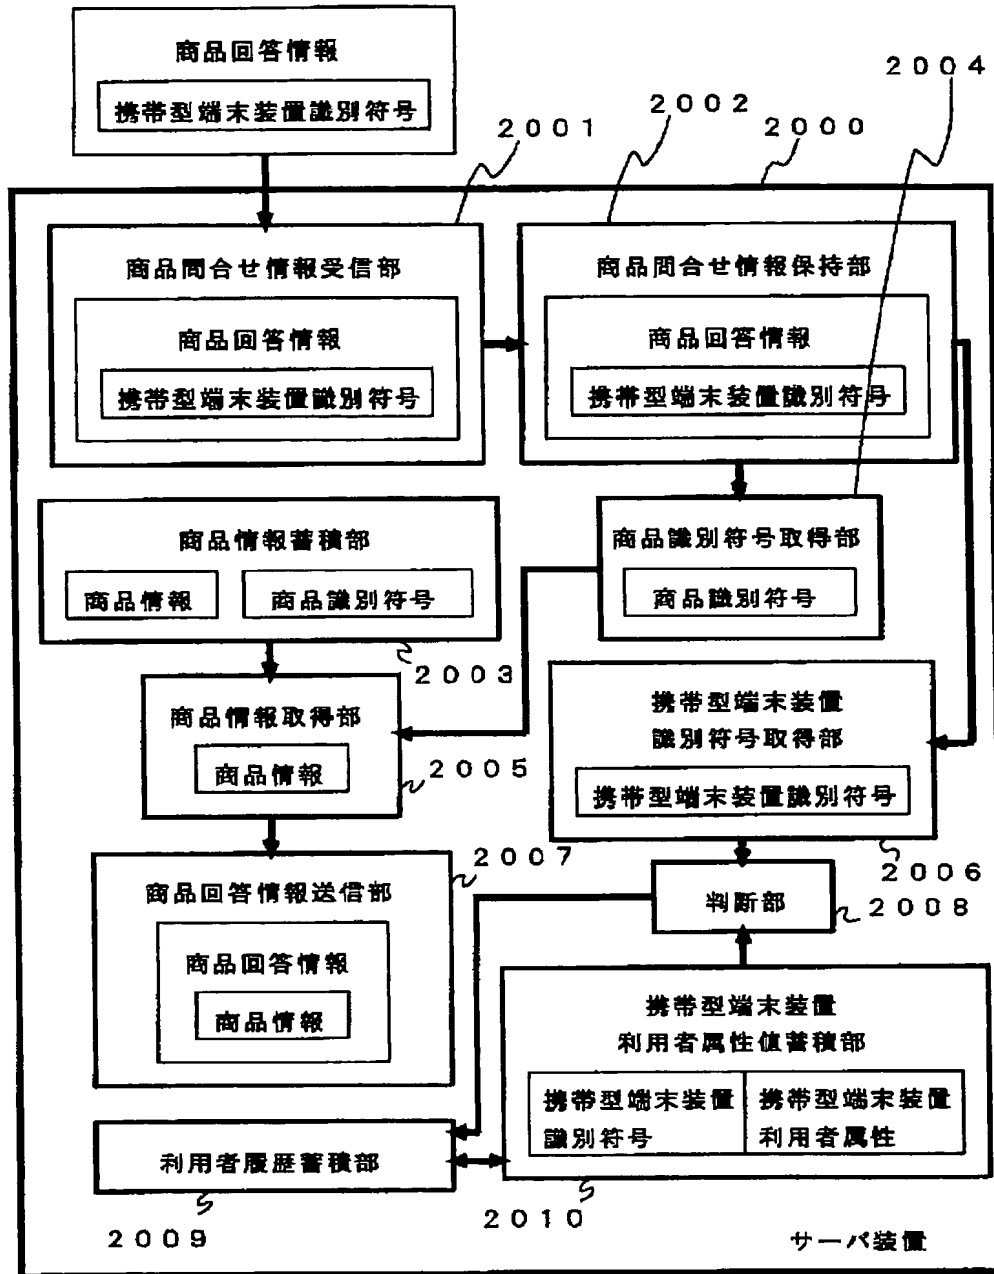 商品回答情報
携帯型端末装置識別符号
2004
2002
2001
2000
商品問合せ情報受信部
商品回答情報
携帯型端末装置識別符号
商品問合せ情報保持部
商品回答情報
携帯型端末装置識別符号
商品情報蓄積部
商品情報
商品識別符号
2003
商品識別符号取得部
商品識別符号
商品情報取得部
商品情報
2005
携帯型端末装置
識別符号取得部
携帯型端末装置識別符号
2006
2007
商品回答情報送信部
商品回答情報
商品情報
判断部
2008
携帯型端末装置
利用者属性値蓄積部
携帯型端末装置
識別符号
携帯型端末装置
利用者属性
利用者履歴蓄積部
2009
2010
サーバ装置